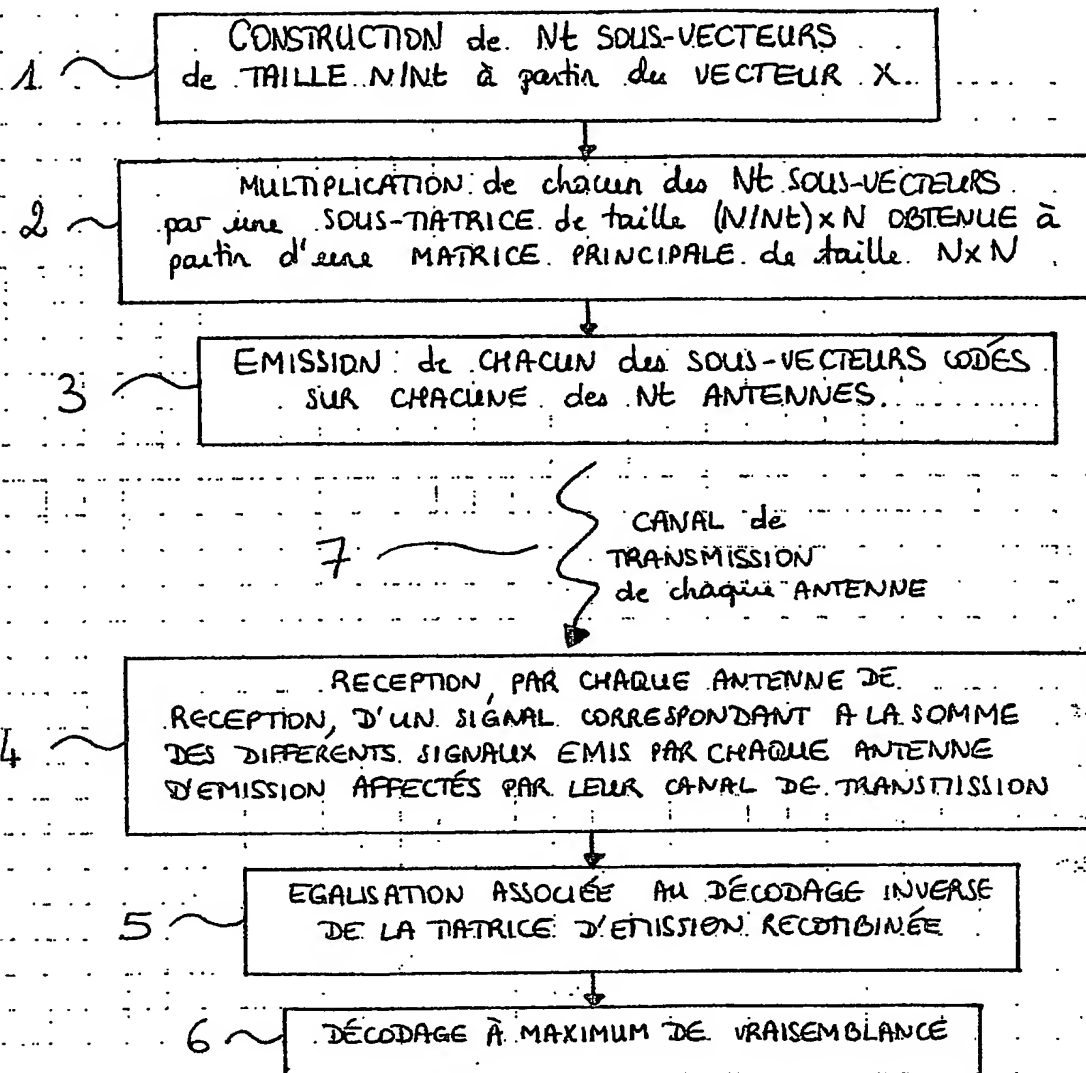 1
CONSTRUCTION de Nt SOUS-VECTEURS
de TAILLE N/Nt à partir du VECTEUR X
2
MULTIPLICATION de chacun des Nt SOUS-VECTEURS
par une SOUS-MATRICE de taille (N/Nt)xN OBTENUE à
partir d'une MATRICE PRINCIPALE de taille NxN
3
EMISSION de CHACUN des SOUS-VECTEURS CODÉS
SUR CHACUNE des Nt ANTENNES
7
CANAL de
TRANSMISSION
de chaque ANTENNE
4
RECEPTION, PAR CHAQUE ANTENNE DE
RECEPTION, D'UN SIGNAL CORRESPONDANT A LA SOMME
DES DIFFERENTS SIGNAUX EMIS PAR CHAQUE ANTENNE
D'EMISSION AFFECTÉS PAR LEUR CANAL DE TRANSMISSION
5
EGALISATION ASSOCIÉE AU DÉCODAGE INVERSE
DE LA MATRICE D'EMISSION RECOMBINÉE
6
DÉCODAGE À MAXIMUM DE VRAISEMBLANCE